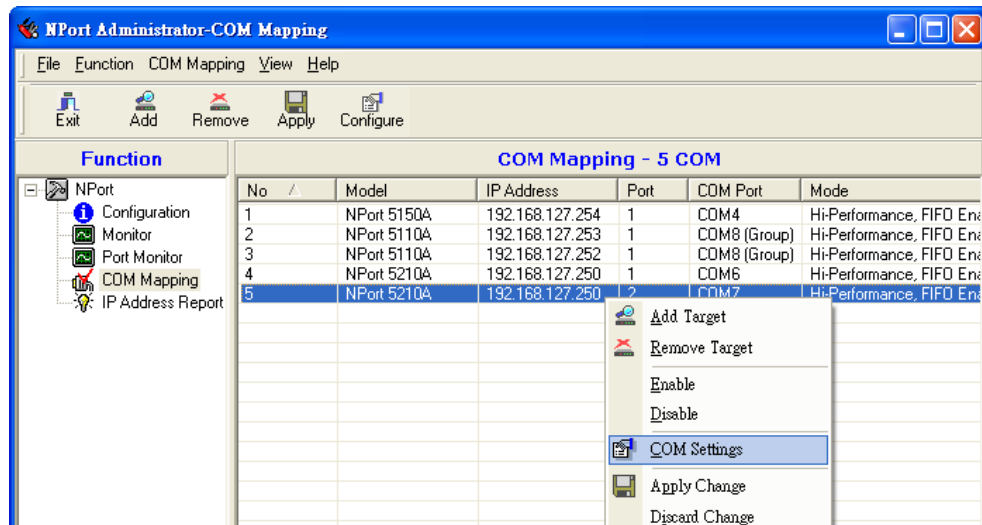 NPort Administrator-COM Mapping
File Function COM Mapping View Help
Exit Add Remove Apply Configure
Function
COM Mapping - 5 COM
NPort
Configuration
Monitor
Port Monitor
COM Mapping
IP Address Report
No Model IP Address Port COM Port Mode
1 NPort 5150A 192.168.127.254 1 COM4 Hi-Performance, FIFO Ena
2 NPort 5110A 192.168.127.253 1 COM8 (Group) Hi-Performance, FIFO Ena
3 NPort 5110A 192.168.127.252 1 COM8 (Group) Hi-Performance, FIFO Ena
4 NPort 5210A 192.168.127.250 1 COM6 Hi-Performance, FIFO Ena
5 NPort 5210A 192.168.127.250 2 COM7 Hi-Performance, FIFO Ena
Add Target
Remove Target
Enable
Disable
COM Settings
Apply Change
Discard Change